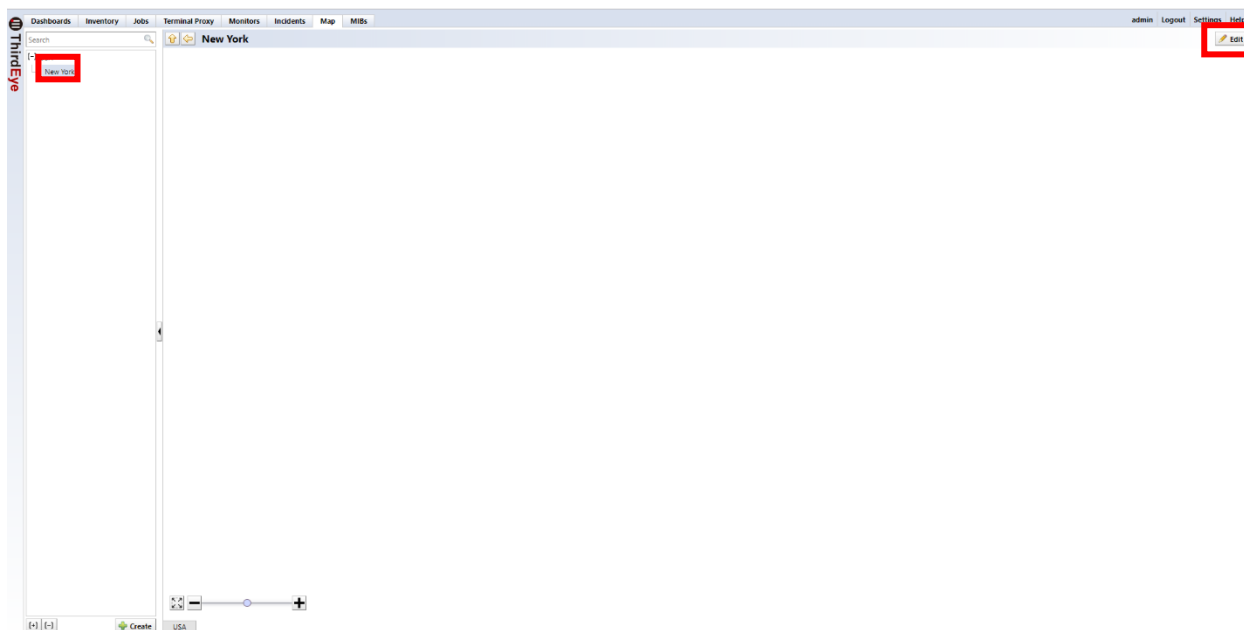 Dashboards Inventory Jobs Terminal Proxy Monitors Incidents Map MIBs admin Logout Settings Help
ThirdEye
Search
New York
Edit
[-]
New York
[+] [-] Create
USA